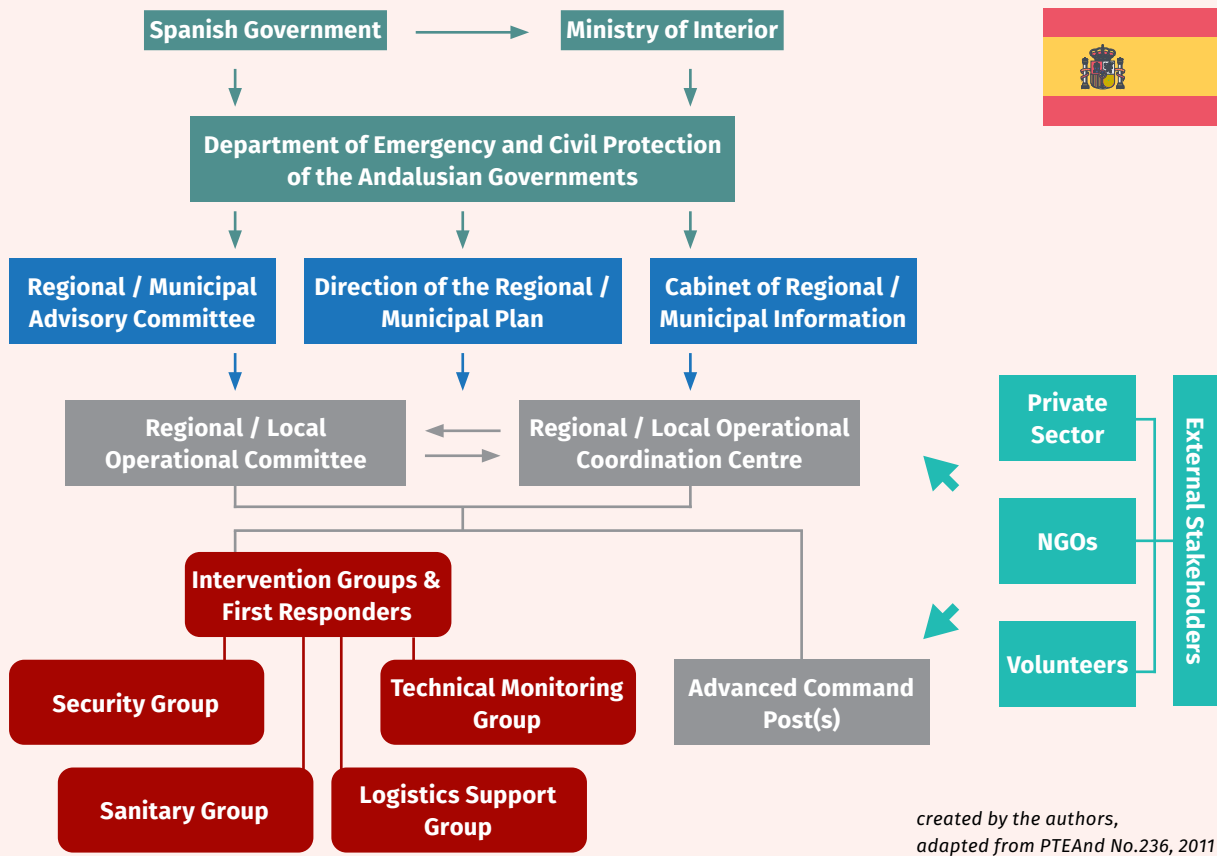 Spanish Government
Ministry of Interior
Department of Emergency and Civil Protection
of the Andalusian Governments
Regional / Municipal
Advisory Committee
Direction of the Regional /
Municipal Plan
Cabinet of Regional /
Municipal Information
Regional / Local
Operational Committee
Regional / Local Operational
Coordination Centre
Private
Sector
NGOs
Volunteers
External Stakeholders
Intervention Groups &
First Responders
Security Group
Technical Monitoring
Group
Sanitary Group
Logistics Support
Group
Advanced Command
Post(s)
created by the authors,
adapted from PTEAnd No.236, 2011